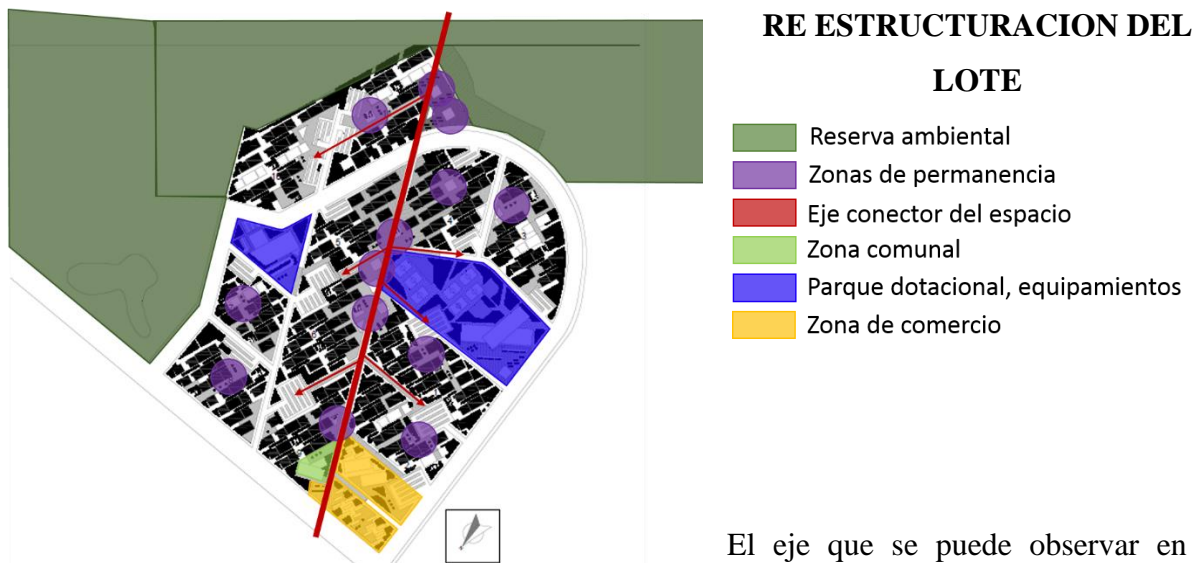 RE ESTRUCTURACION DEL
LOTE
Reserva ambiental
Zonas de permanencia
Eje conector del espacio
Zona comunal
Parque dotacional, equipamientos
Zona de comercio
El eje que se puede observar en